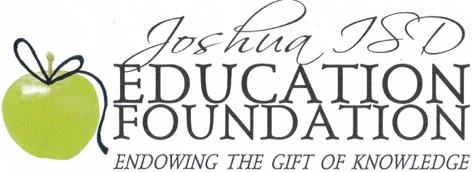 Joshua ISD
EDUCATION
FOUNDATION
ENDOWING THE GIFT OF KNOWLEDGE